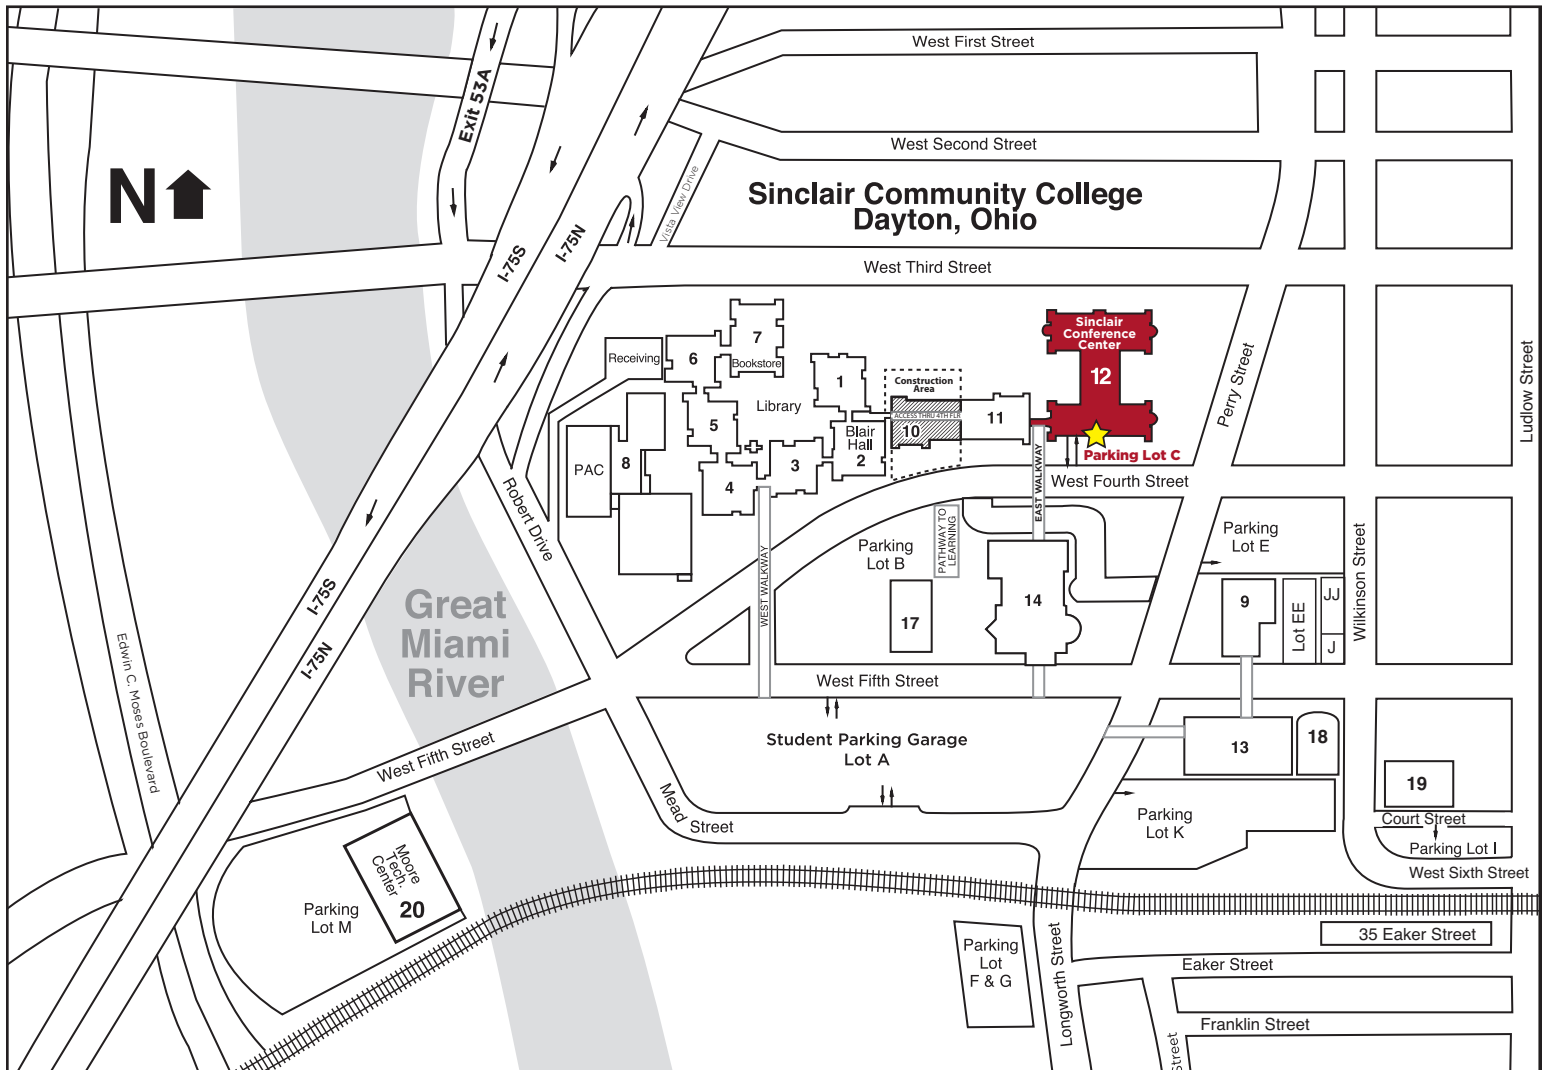 West First Street
Exit 53A
West Second Street
N
Vista View Drive
Sinclair Community College
Dayton, Ohio
I-75S
I-75N
West Third Street
Sinclair
Conference
Center
12
7
Bookstore
6
Receiving
1
Construction
Area
Perry Street
Ludlow Street
Library
ACCESS THRU 4TH FLR
11
10
5
Blair
Hall
2
Parking Lot C
PAC
8
3
4
West Fourth Street
EAST WALKWAY
Robert Drive
PATHWAY TO
LEARNING
Parking
Lot B
Parking
Lot E
Wilkinson Street
WEST WALKWAY
I-75S
I-75N
Great
Miami
River
14
17
9
Lot EE
JJ
J
Edwin C. Moses Boulevard
West Fifth Street
West Fifth Street
Student Parking Garage
Lot A
13
18
19
Mead
Street
Parking
Lot K
Court Street
Parking Lot I
West Sixth Street
Moore
Tech.
Center
20
Parking
Lot M
35 Eaker Street
Parking
Lot
F & G
Longworth Street
Eaker Street
Franklin Street
Street